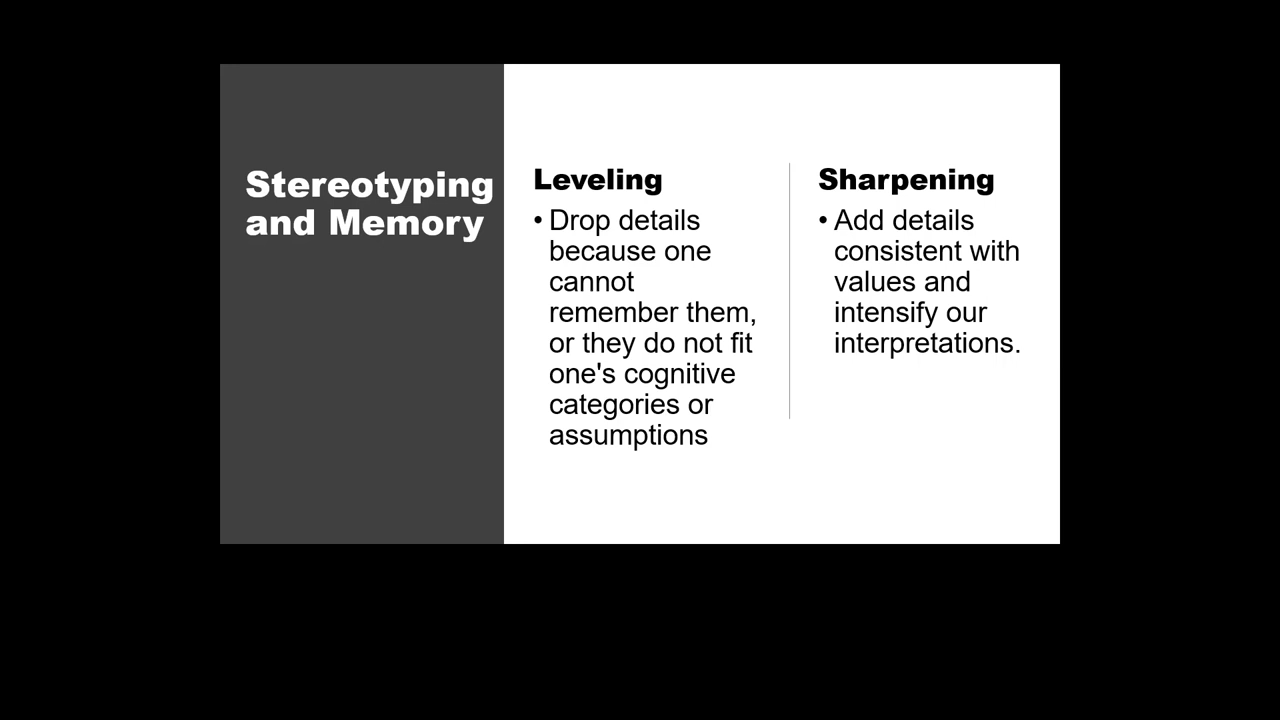 Stereotyping
and Memory
Leveling
• Drop details
because one
cannot
remember them,
or they do not fit
one's cognitive
categories or
assumptions
Sharpening
• Add details
consistent with
values and
intensify our
interpretations.